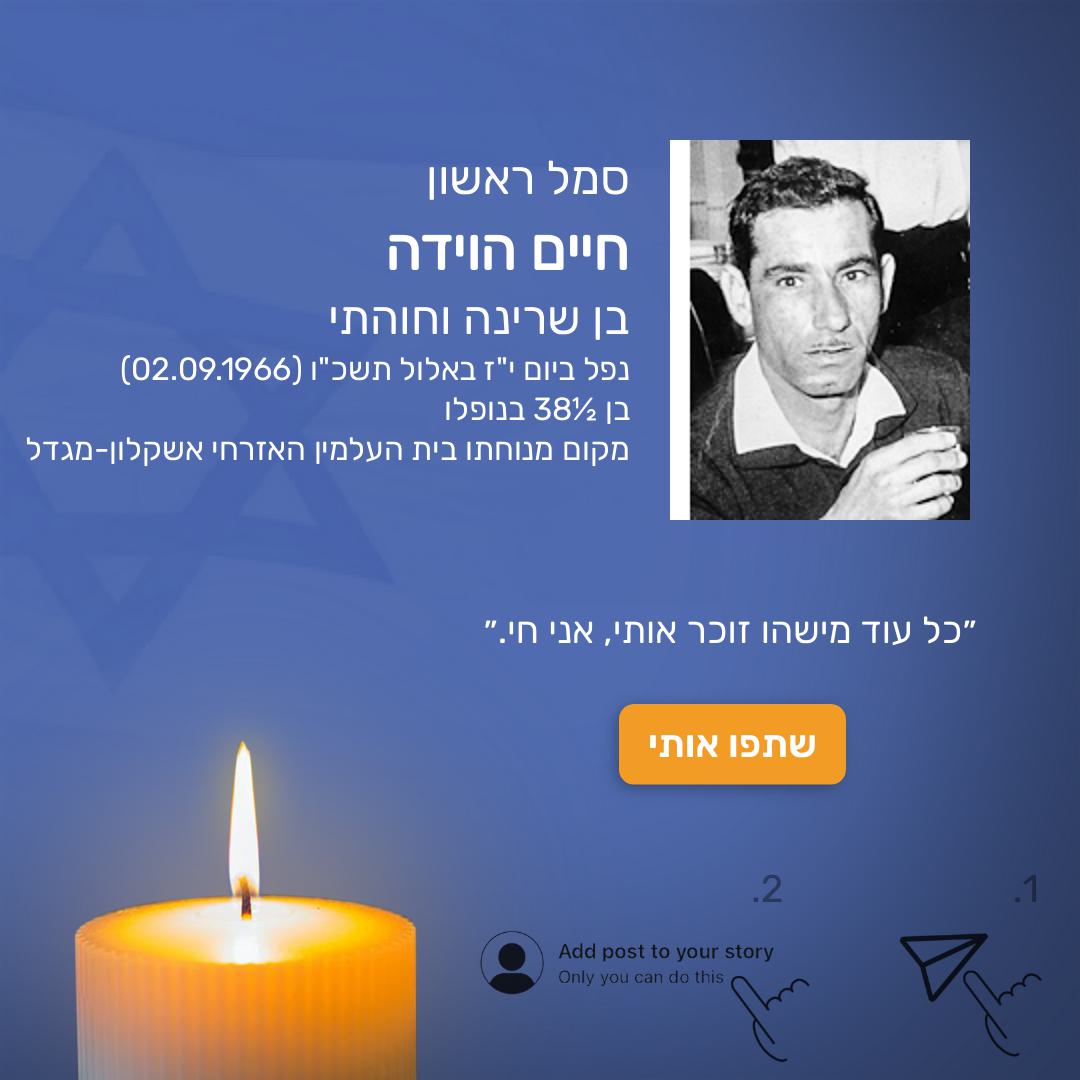 סמל ראשון
חיים הוידה
בן שרינה וחוהתי
נפל ביום י"ז באלול תשכ"ו (02.09.1966)
בן 38½ בנופלו
מקום מנוחתו בית העלמין האזרחי אשקלון-מגדל
״כל עוד מישהו זוכר אותי, אני חי.״
שתפו אותי
1.
2.
Add post to your story
Only you can do this